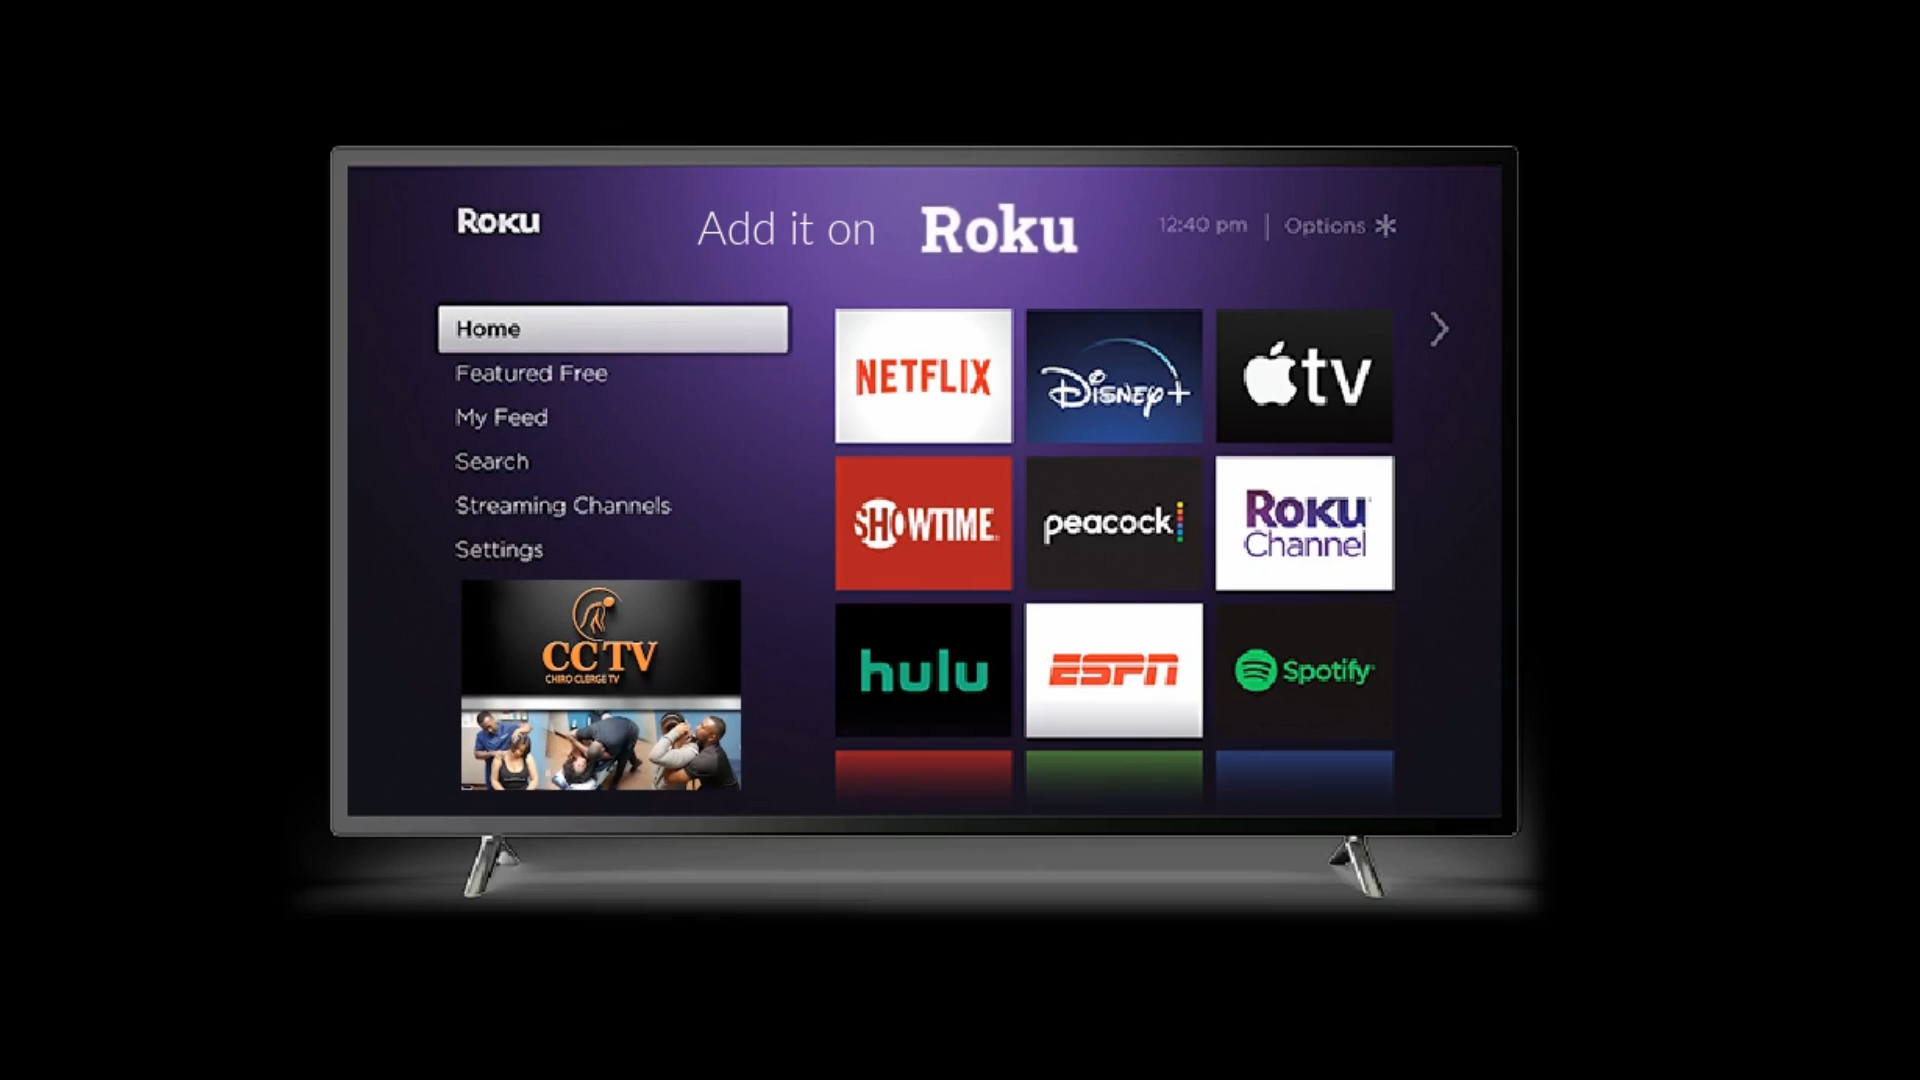 Roku
Add it on Roku
12:40 pm | Options *
Home
Featured Free
My Feed
Search
Streaming Channels
Settings
NETFLIX
Disney+
tv
SHOWTIME
peacock
Roku
Channel
hulu
ESPN
Spotify
CCTV
CHIRO CLERGE TV